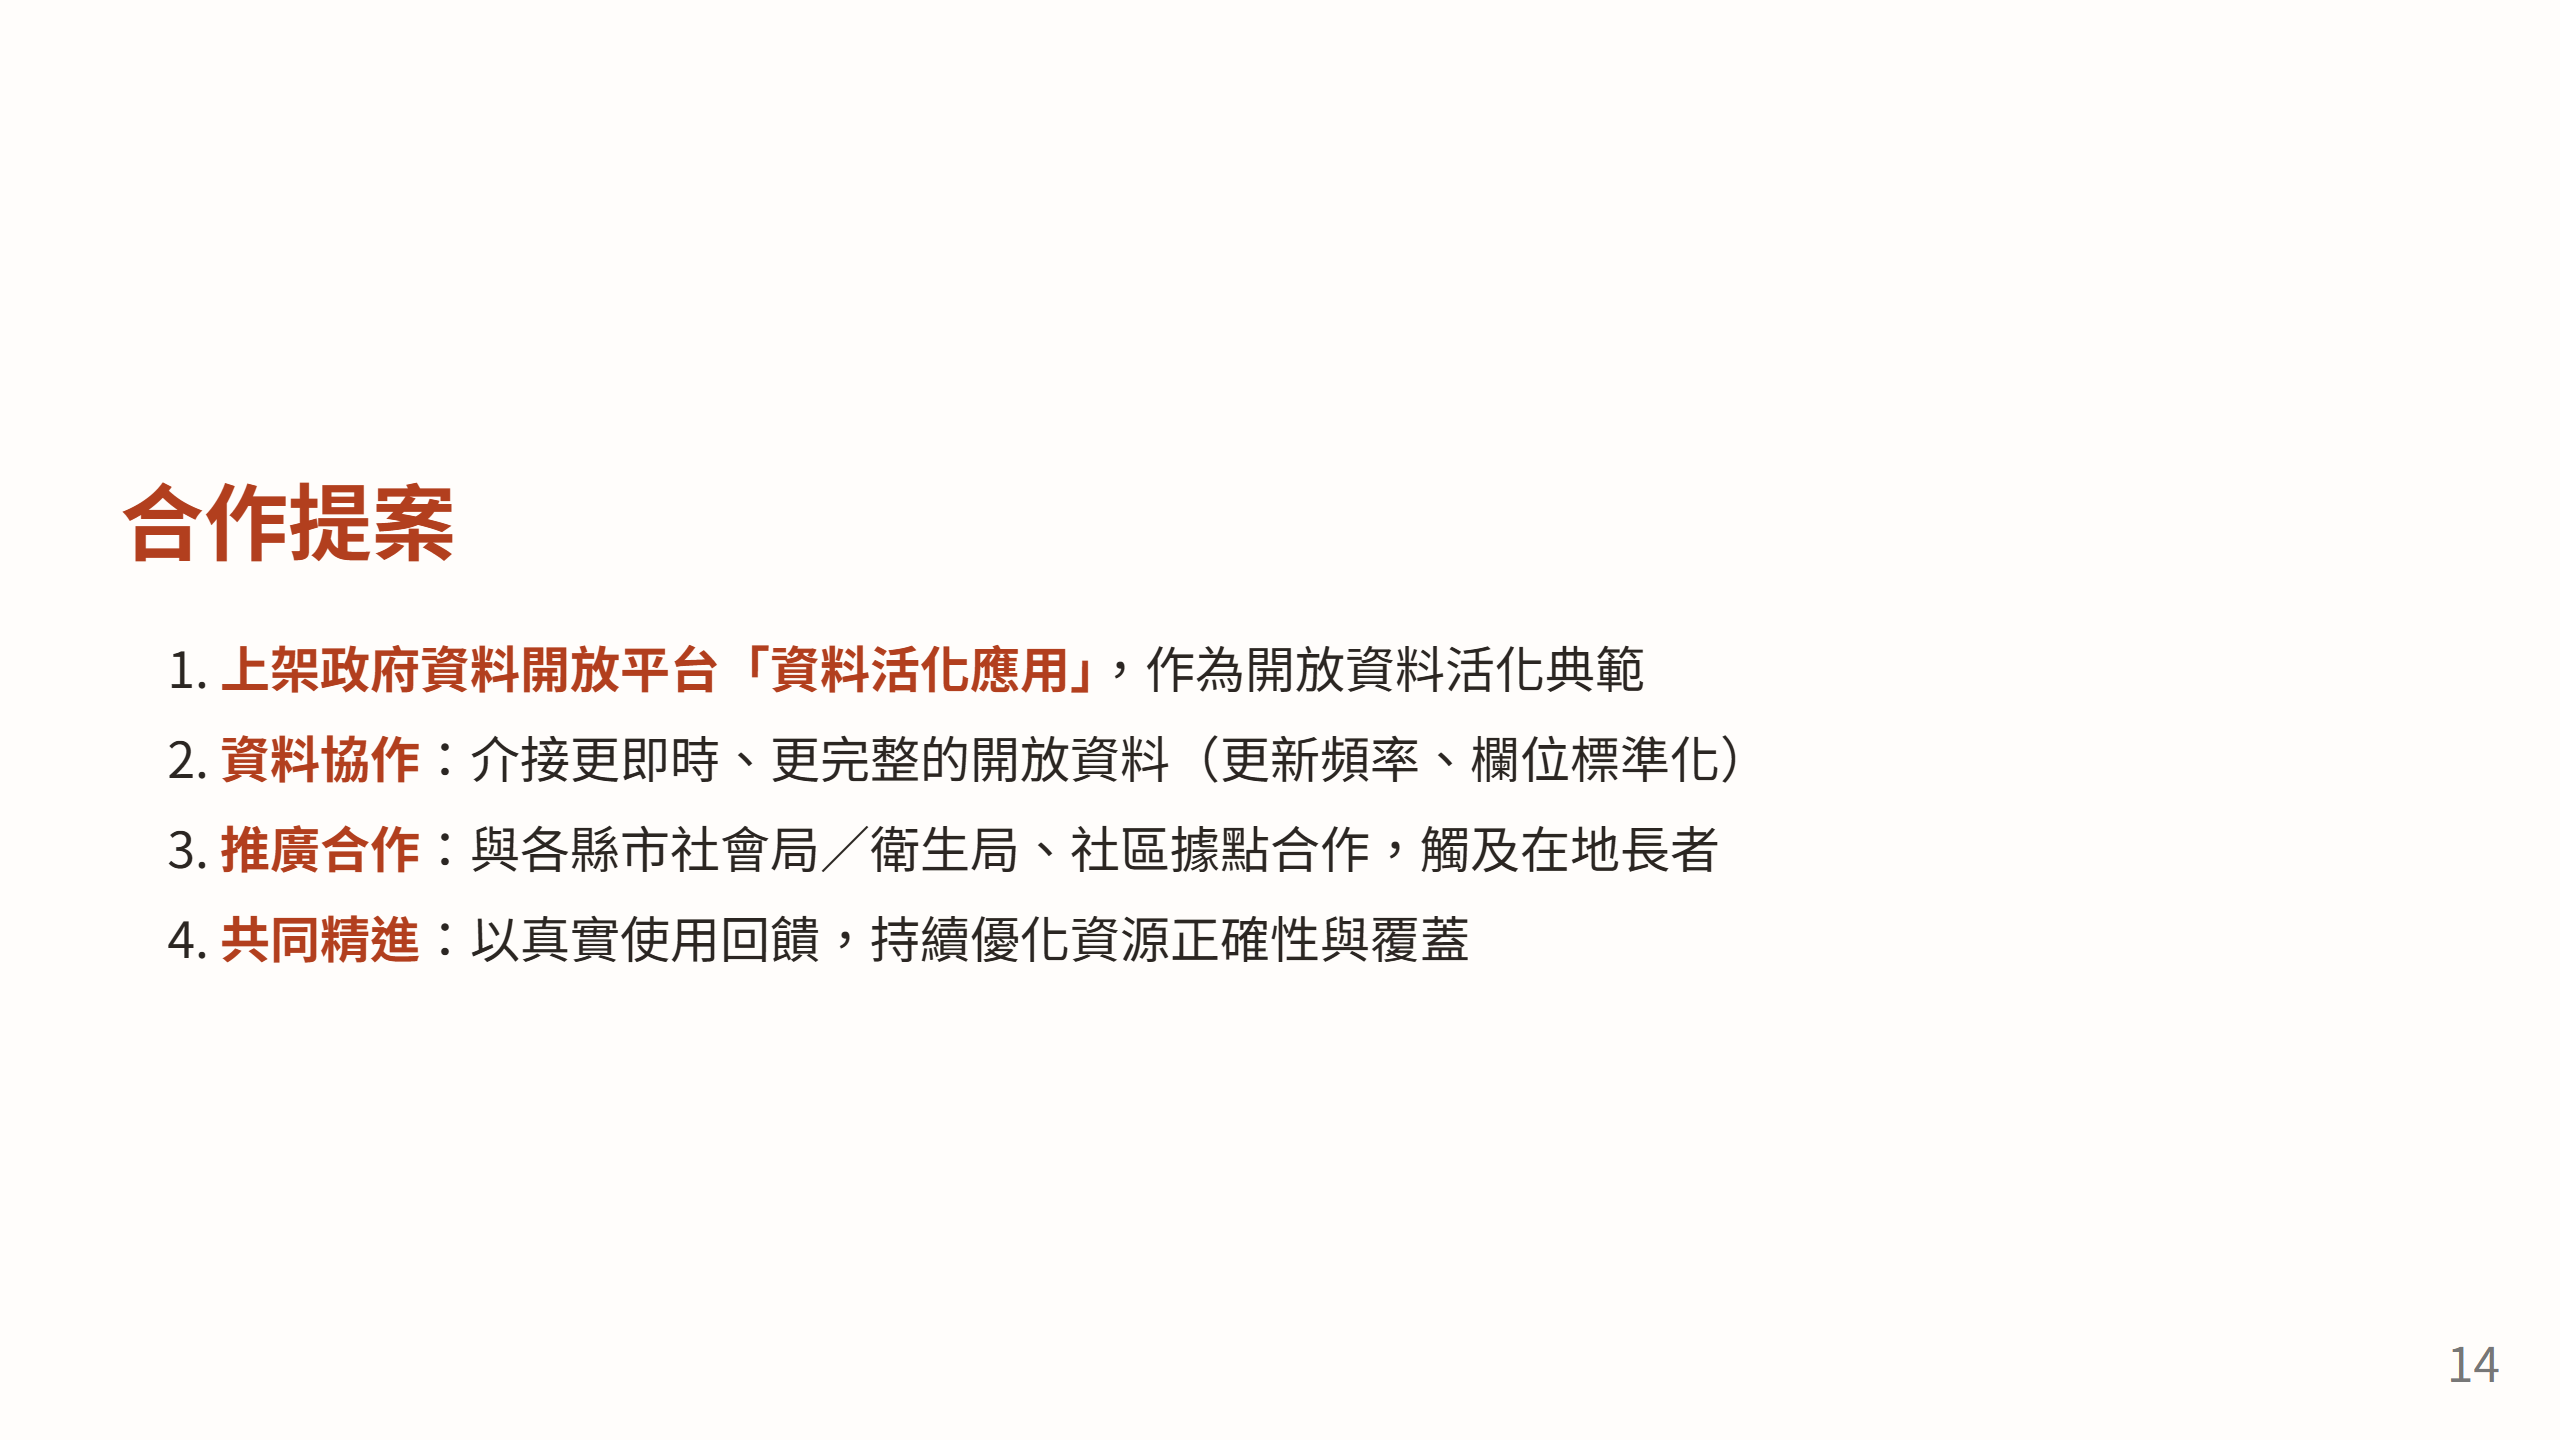 合作提案
1. 上架政府資料開放平台「資料活化應用」，作為開放資料活化典範
2. 資料協作：介接更即時、更完整的開放資料（更新頻率、欄位標準化）
3. 推廣合作：與各縣市社會局／衛生局、社區據點合作，觸及在地長者
4. 共同精進：以真實使用回饋，持續優化資源正確性與覆蓋
14